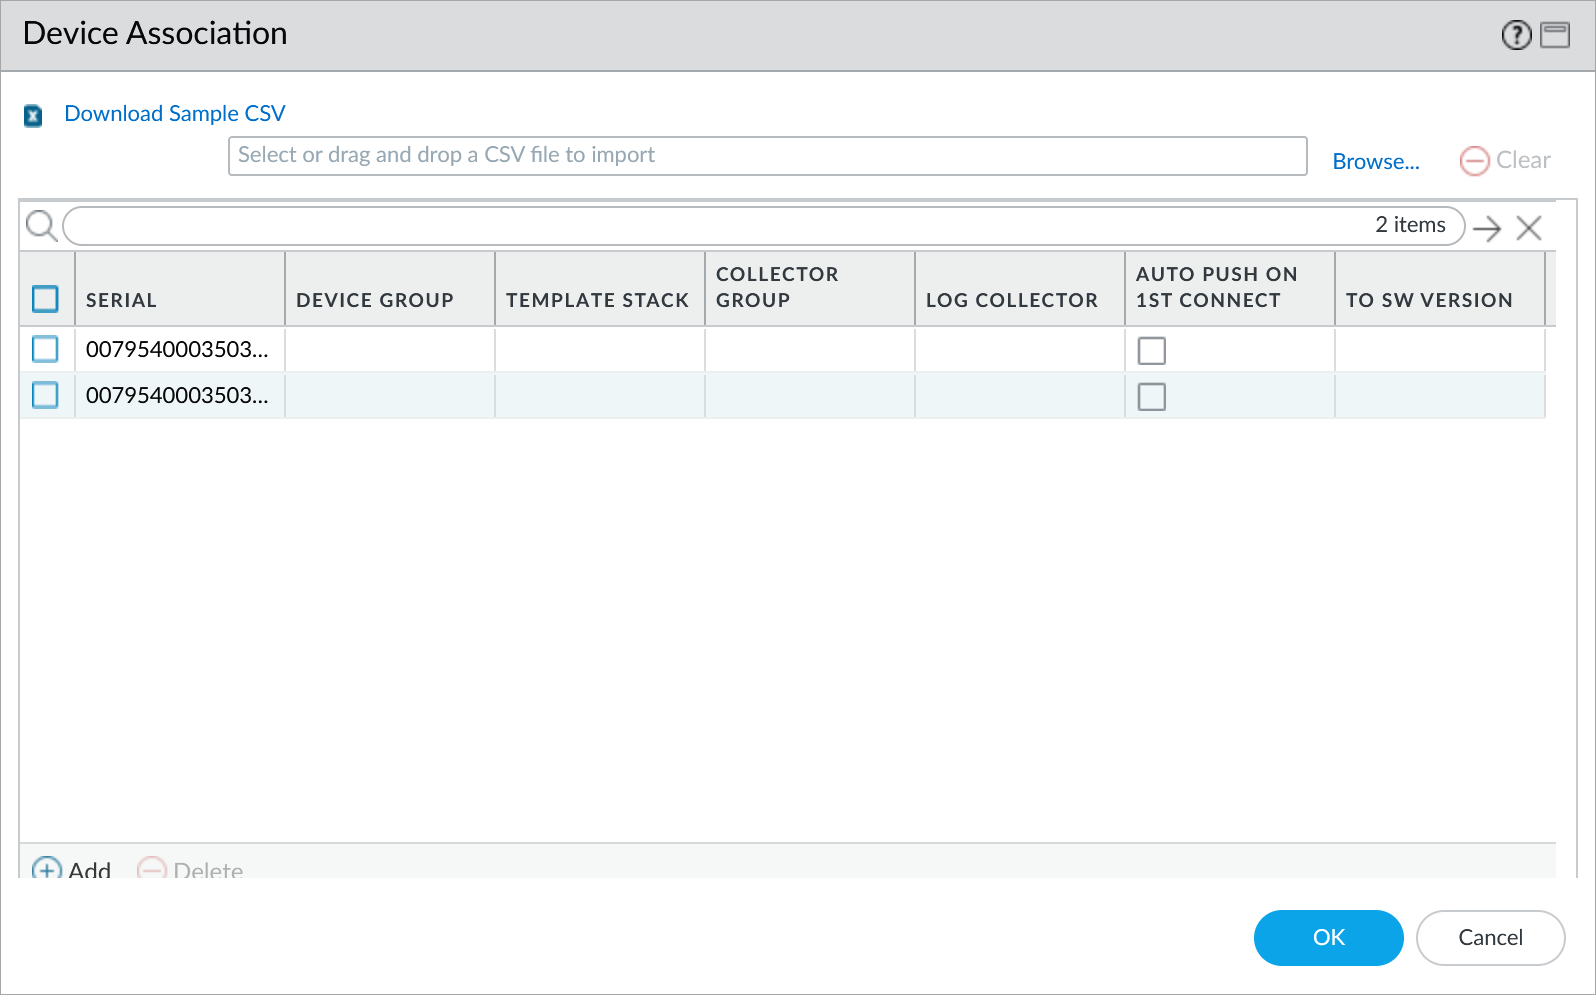 Device Association
Download Sample CSV
Select or drag and drop a CSV file to import
Browse...
Clear
2 items
SERIAL
DEVICE GROUP
TEMPLATE STACK
COLLECTOR
GROUP
LOG COLLECTOR
AUTO PUSH ON
1ST CONNECT
TO SW VERSION
0079540003503...
0079540003503...
Add
Delete
OK
Cancel